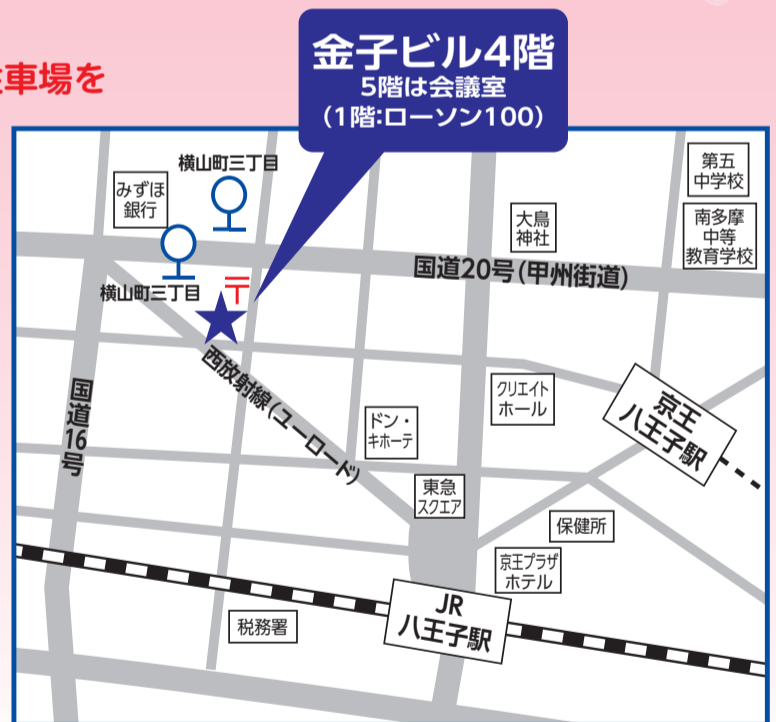 車場を
金子ビル4階
5階は会議室
(1階:ローソン100)
横山町三丁目
みずほ
銀行
第五
中学校
大鳥
神社
南多摩
中等
教育学校
国道20号(甲州街道)
横山町三丁目
〒
西放射線(ユーロード)
国道16号
クリエイト
ホール
京王
八王子駅
ドン・
キホーテ
東急
スクエア
保健所
京王プラザ
ホテル
JR
八王子駅
税務署